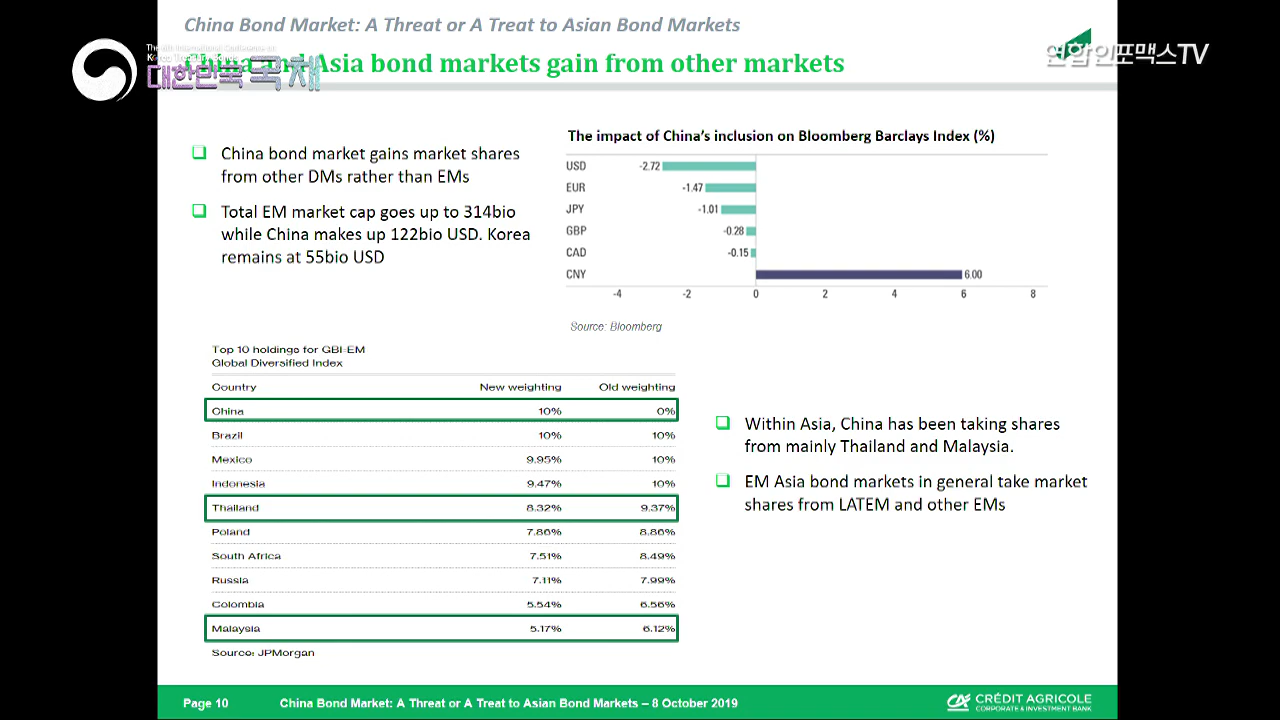 China Bond Market: A Threat or A Treat to Asian Bond Markets
The 6th International Conference on
Korea Treasury Bonds
대한민국 국채
Asia bond markets gain from other markets
연합인포맥스TV
China bond market gains market shares
from other DMs rather than EMs
Total EM market cap goes up to 314bio
while China makes up 122bio USD. Korea
remains at 55bio USD
The impact of China's inclusion on Bloomberg Barclays Index (%)
USD -2.72
EUR -1.47
JPY -1.01
GBP -0.28
CAD -0.15
CNY 6.00
-4 -2 0 2 4 6 8
Source: Bloomberg
Top 10 holdings for GBI-EM
Global Diversified Index
Country New weighting Old weighting
China 10% 0%
Brazil 10% 10%
Mexico 9.95% 10%
Indonesia 9.47% 10%
Thailand 8.32% 9.37%
Poland 7.86% 8.86%
South Africa 7.51% 8.49%
Russia 7.11% 7.99%
Colombia 5.54% 6.56%
Malaysia 5.17% 6.12%
Source: JPMorgan
Within Asia, China has been taking shares
from mainly Thailand and Malaysia.
EM Asia bond markets in general take market
shares from LATEM and other EMs
Page 10 China Bond Market: A Threat or A Treat to Asian Bond Markets – 8 October 2019
CRÉDIT AGRICOLE
CORPORATE & INVESTMENT BANK